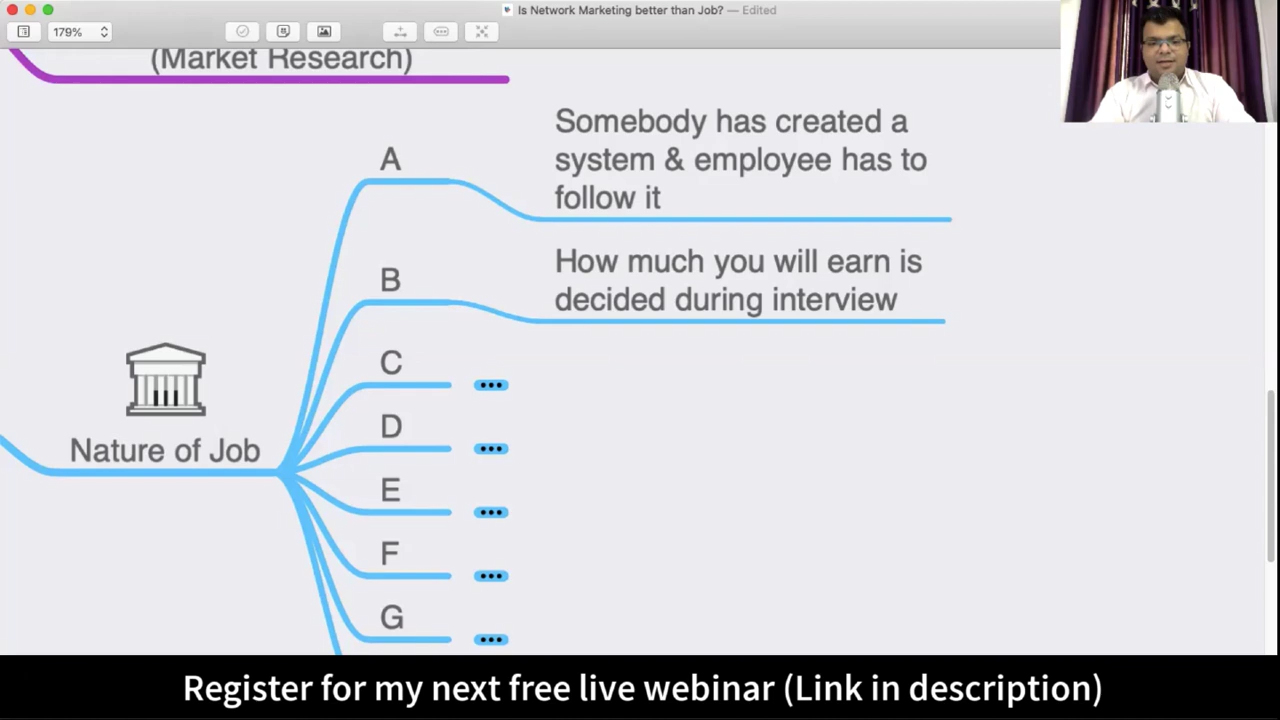 Is Network Marketing better than Job? — Edited
179%
(Market Research)
A
Somebody has created a
system & employee has to
follow it
B
How much you will earn is
decided during interview
C
D
Nature of Job
E
F
G
Register for my next free live webinar (Link in description)